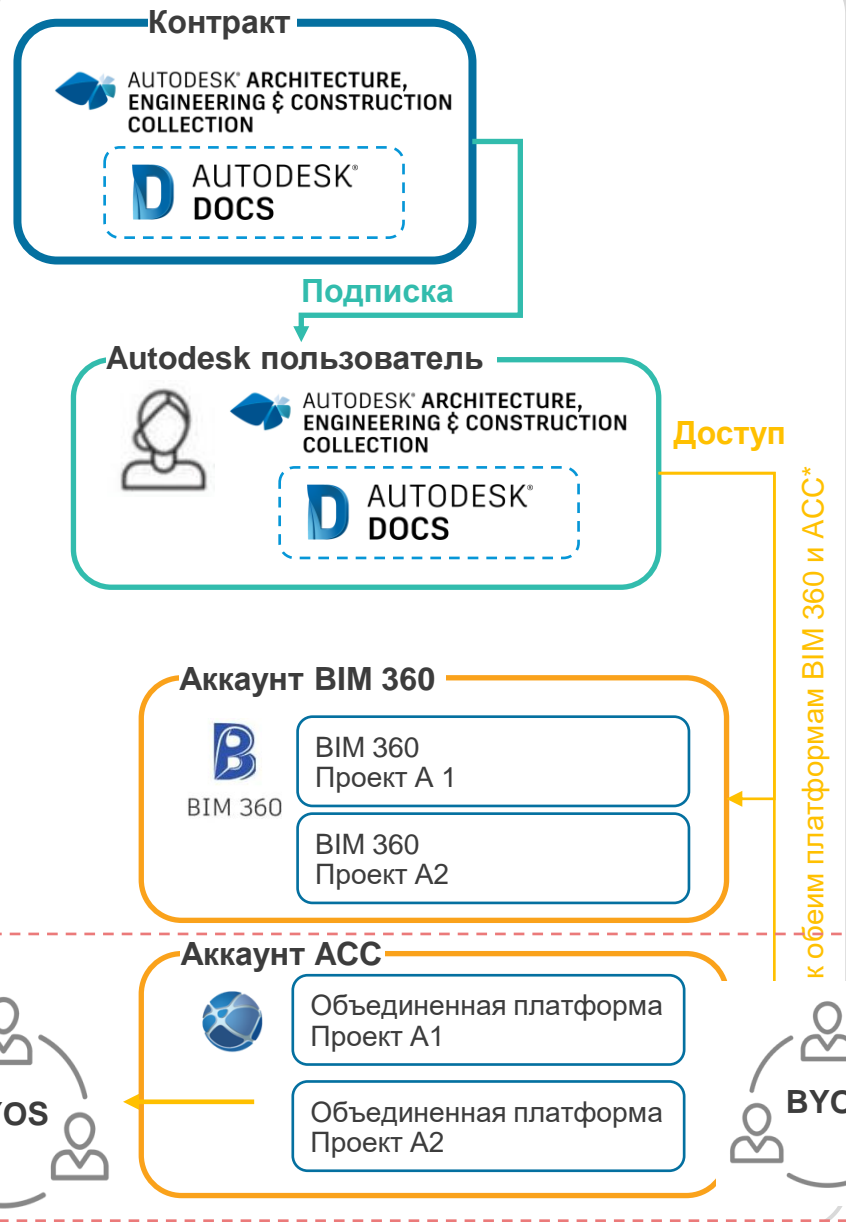 Контракт
AUTODESK® ARCHITECTURE,
ENGINEERING & CONSTRUCTION
COLLECTION
D AUTODESK®
DOCS
Подписка
Autodesk пользователь
AUTODESK® ARCHITECTURE,
ENGINEERING & CONSTRUCTION
COLLECTION
D AUTODESK®
DOCS
Доступ
к обеим платформам BIM 360 и ACC*
Аккаунт BIM 360
B
BIM 360
BIM 360
Проект А 1
BIM 360
Проект А2
Аккаунт ACC
Объединенная платформа
Проект А1
Объединенная платформа
Проект А2